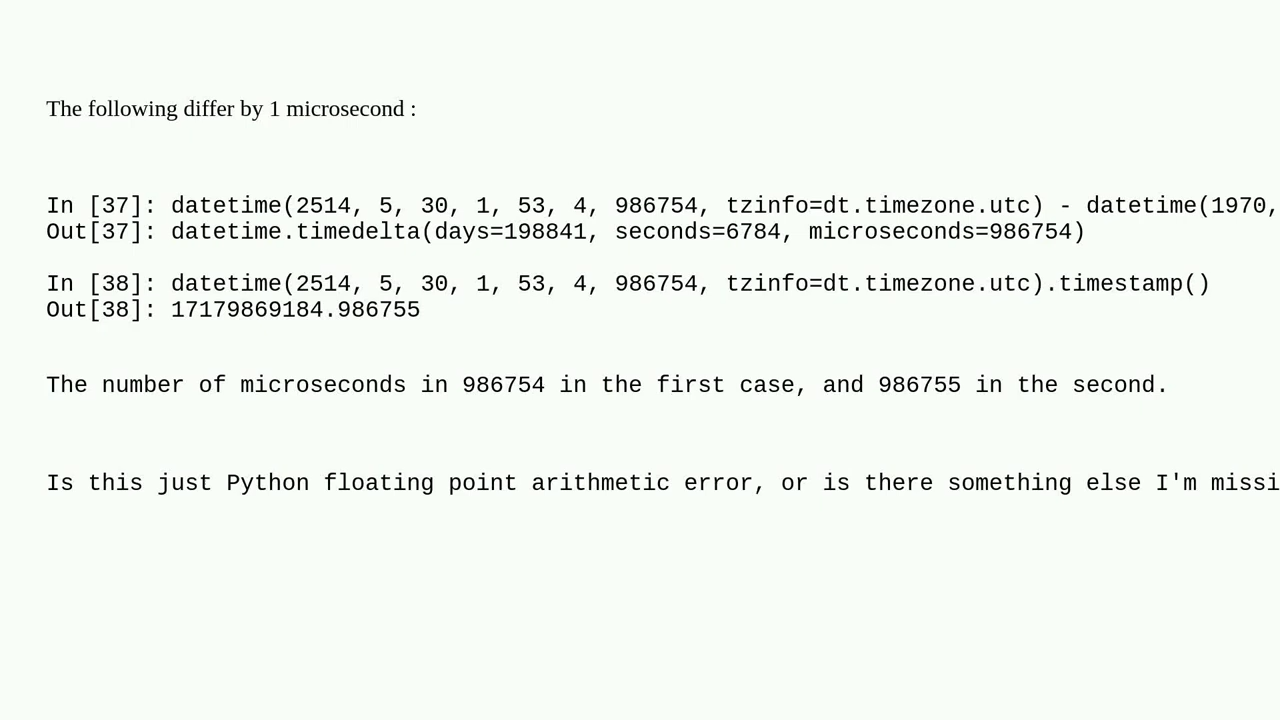 The following differ by 1 microsecond :
In [37]: datetime(2514, 5, 30, 1, 53, 4, 986754, tzinfo=dt.timezone.utc) - datetime(1970,
Out[37]: datetime.timedelta(days=198841, seconds=6784, microseconds=986754)
In [38]: datetime(2514, 5, 30, 1, 53, 4, 986754, tzinfo=dt.timezone.utc).timestamp()
Out[38]: 17179869184.986755
The number of microseconds in 986754 in the first case, and 986755 in the second.
Is this just Python floating point arithmetic error, or is there something else I'm missi